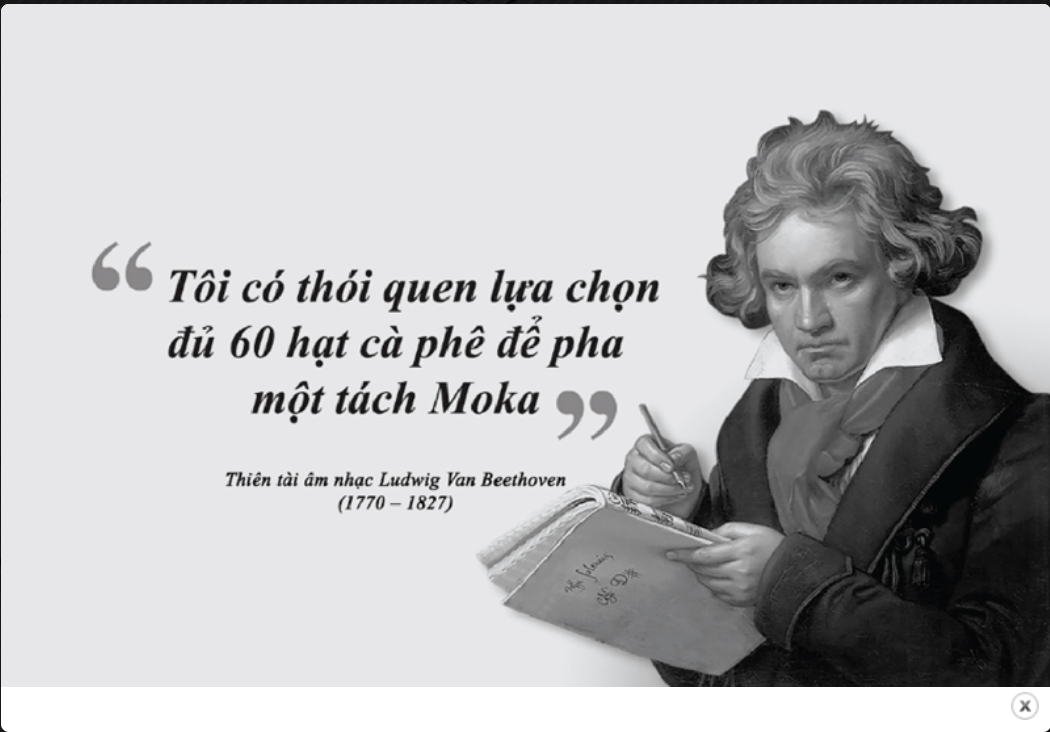 “Tôi có thói quen lựa chọn
đủ 60 hạt cà phê để pha
một tách Moka”
Thiên tài âm nhạc Ludwig Van Beethoven
(1770 – 1827)